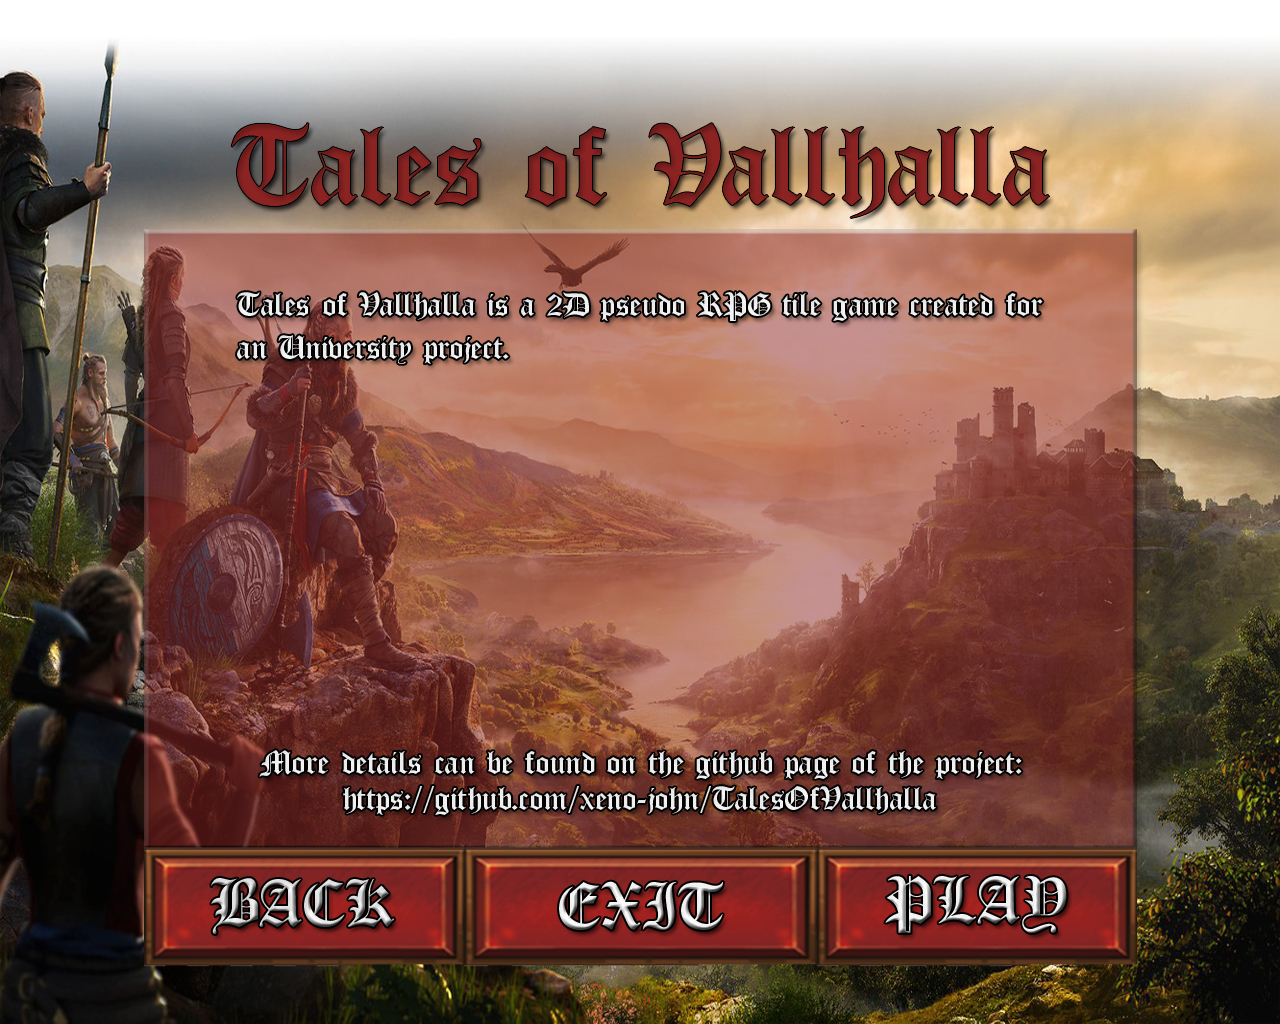 Tales of Vallhalla
Tales of Vallhalla is a 2D pseudo RPG tile game created for
an University project.
More details can be found on the github page of the project:
https://github.com/xeno-john/TalesOfVallhalla
BACK EXIT PLAY